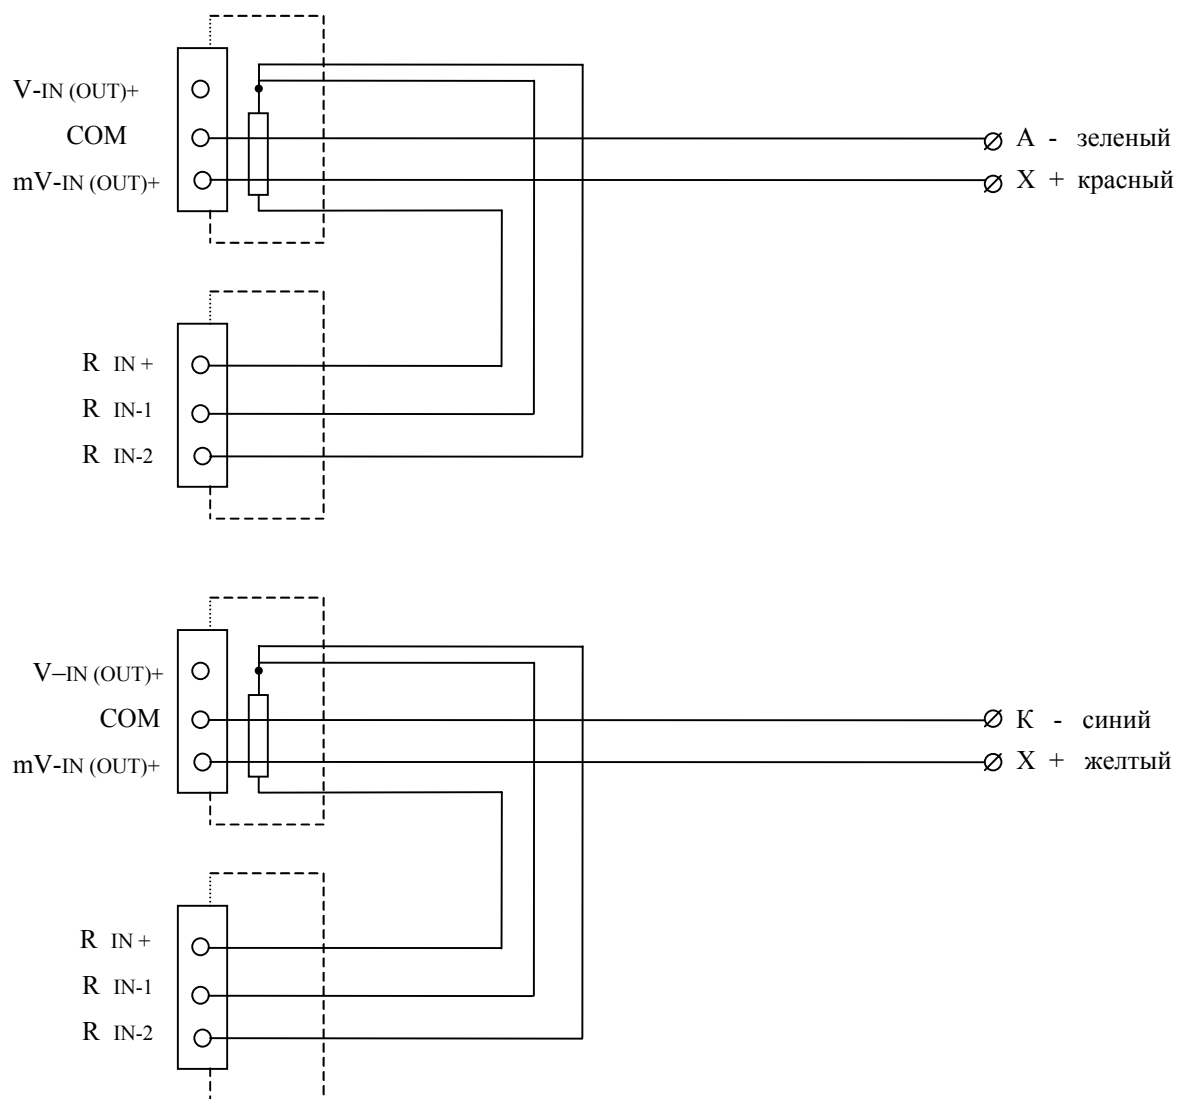 V-IN (OUT)+
COM
А - зеленый
mV-IN (OUT)+
Х + красный
R IN +
R IN-1
R IN-2
V–IN (OUT)+
COM
К - синий
mV-IN (OUT)+
Х + желтый
R IN +
R IN-1
R IN-2